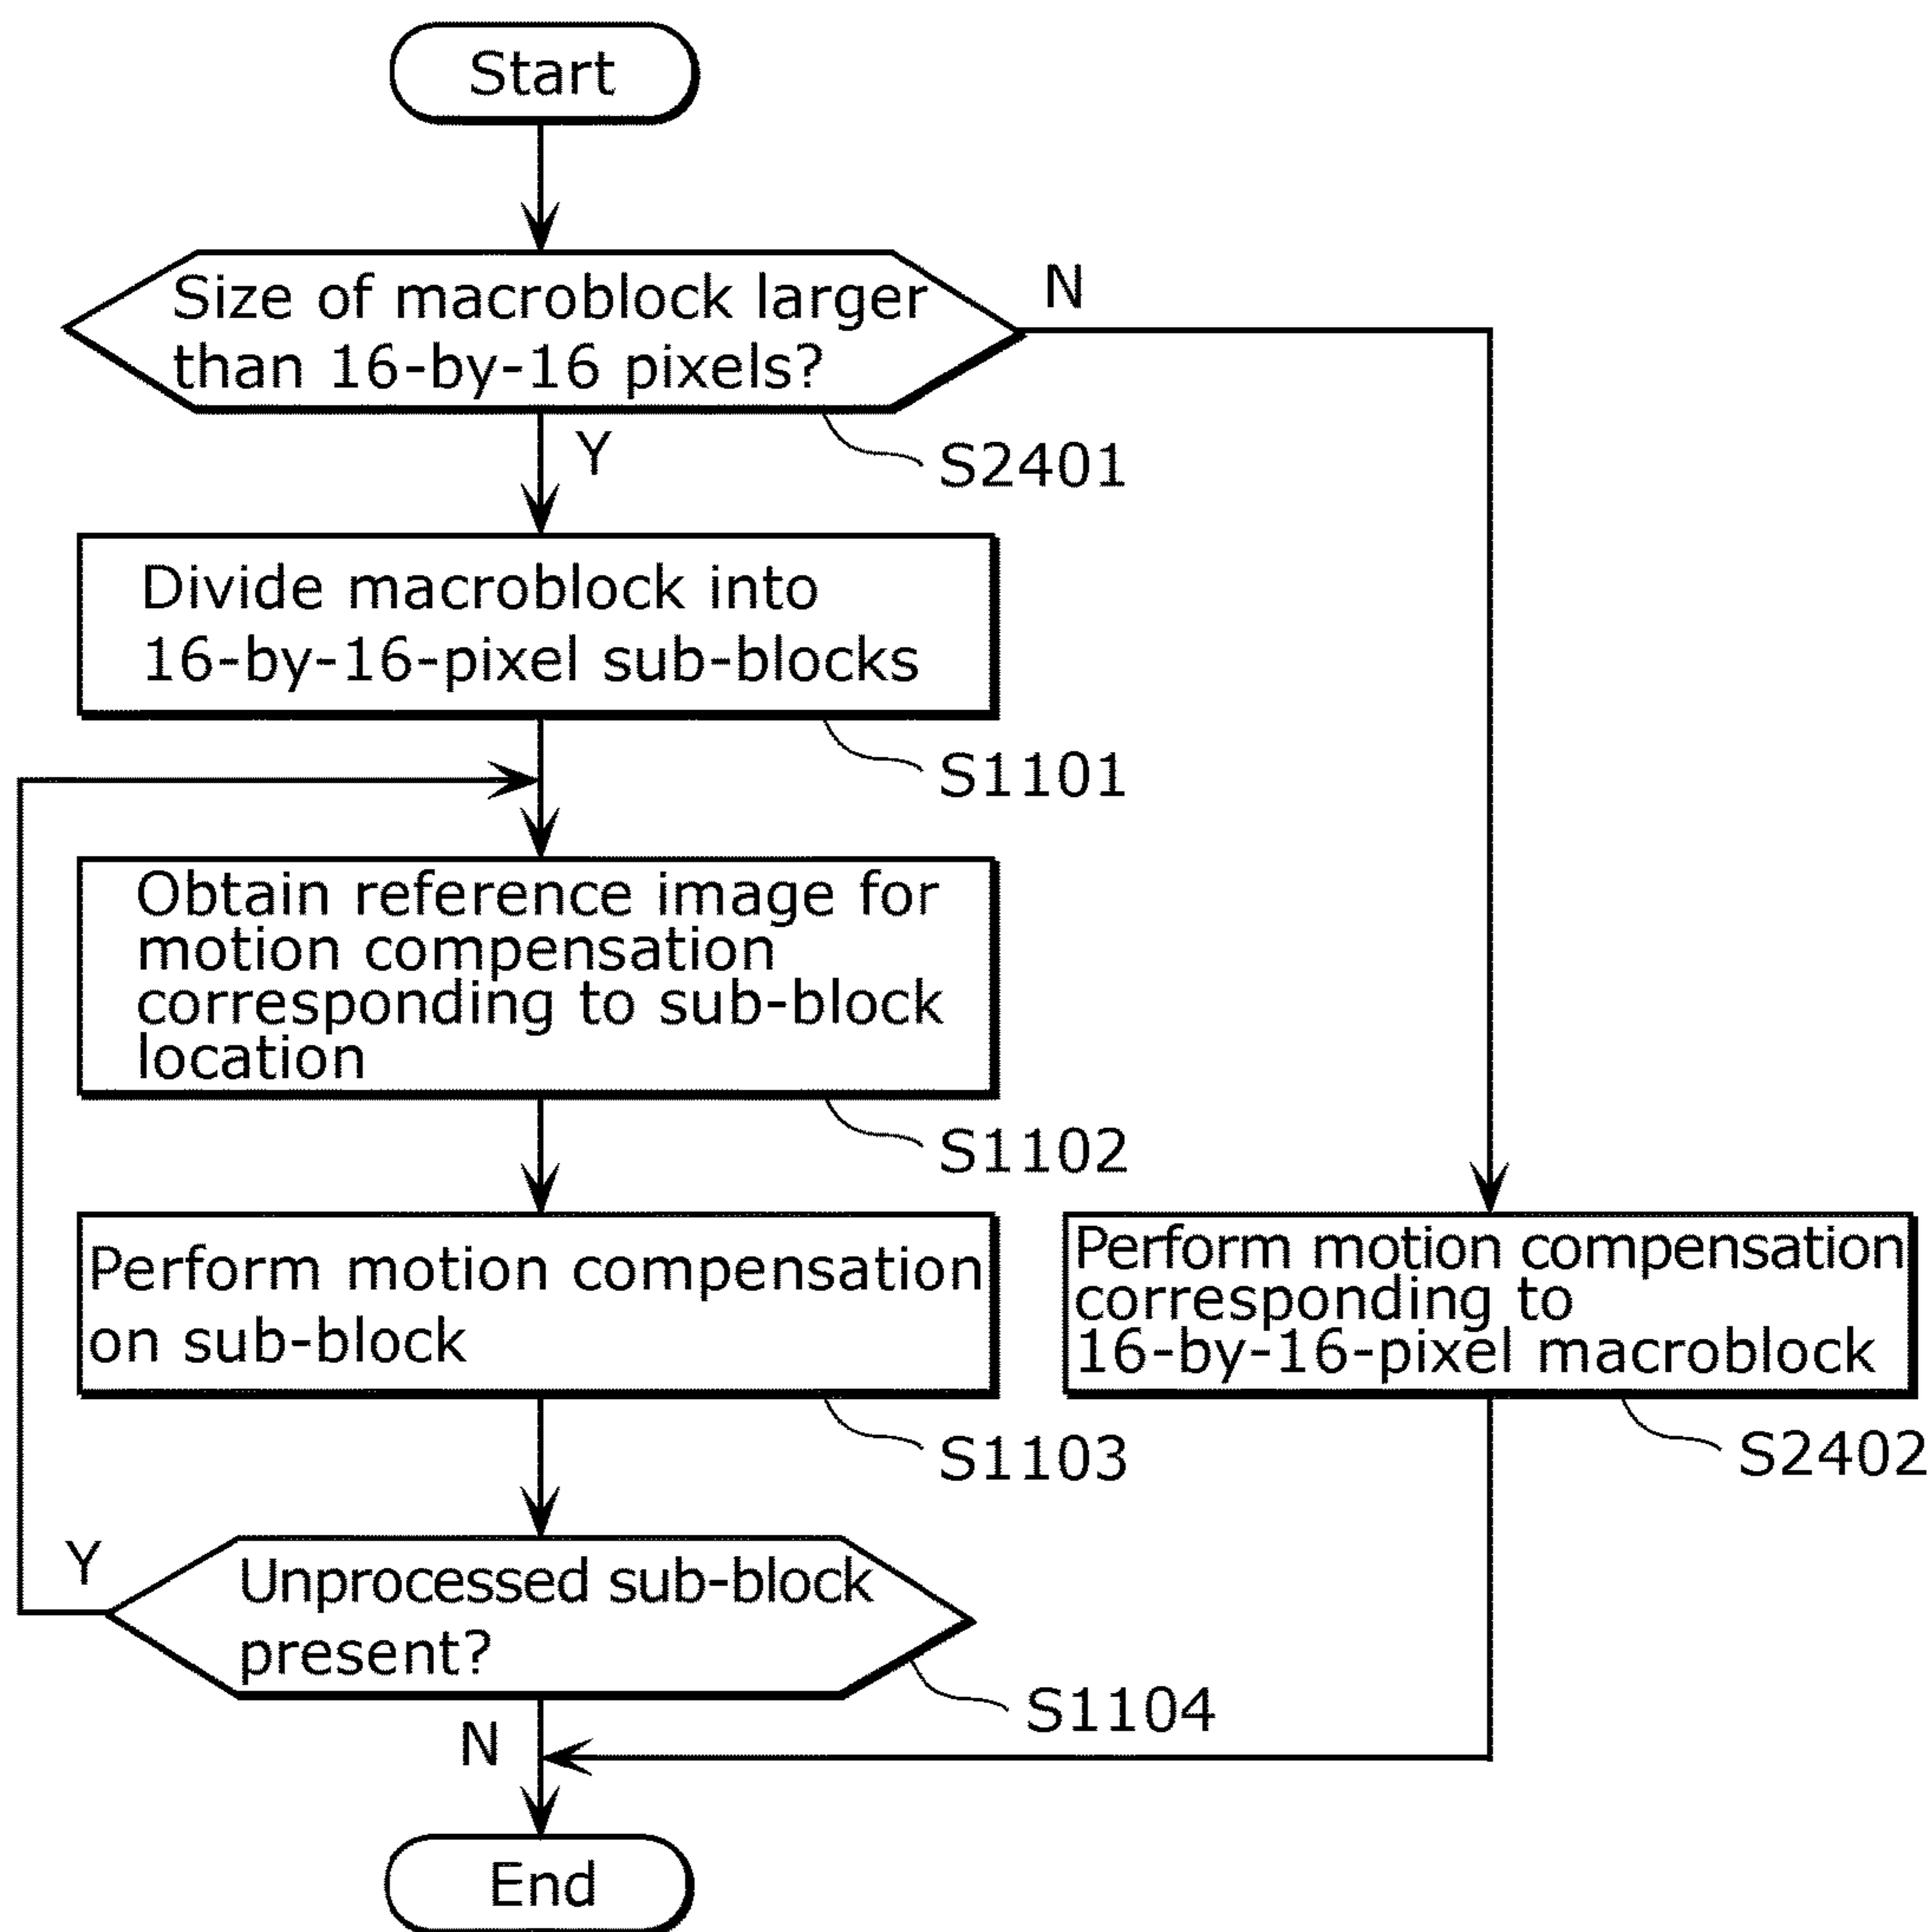 Start
Size of macroblock larger
than 16-by-16 pixels?
N
Y
S2401
Divide macroblock into
16-by-16-pixel sub-blocks
S1101
Obtain reference image for
motion compensation
corresponding to sub-block
location
S1102
Perform motion compensation
on sub-block
S1103
Perform motion compensation
corresponding to
16-by-16-pixel macroblock
S2402
Y
Unprocessed sub-block
present?
S1104
N
End